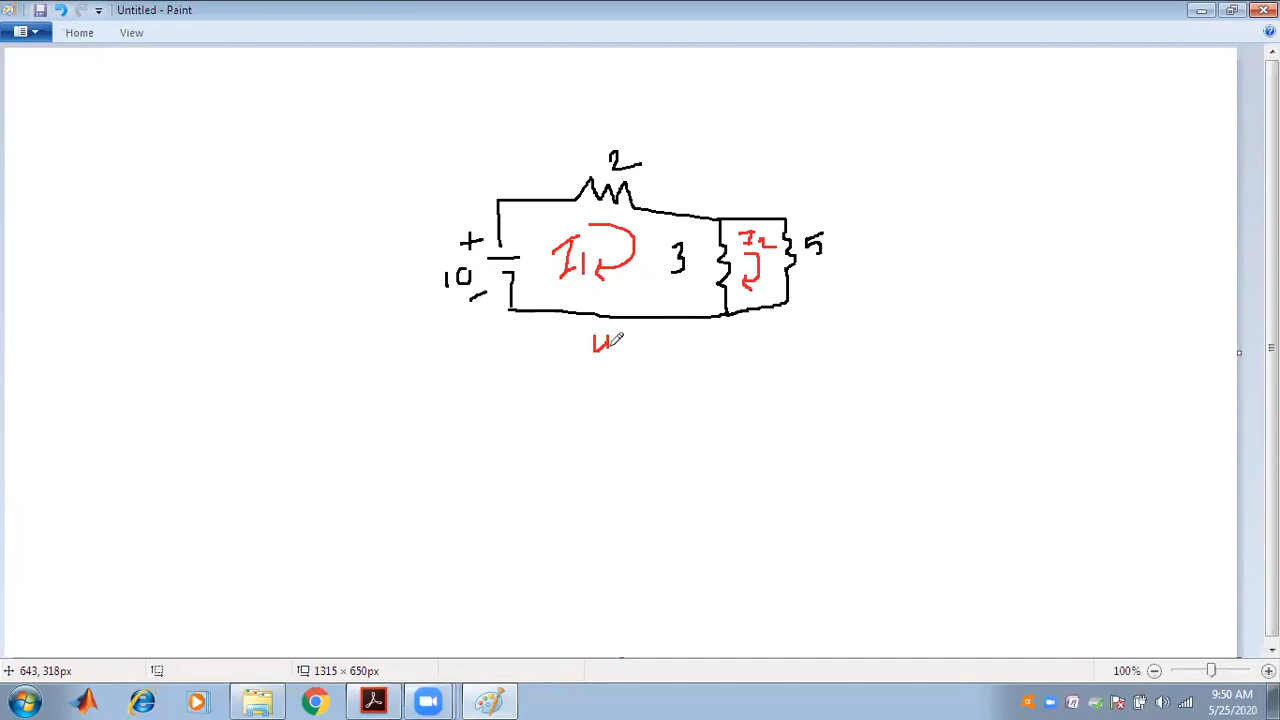 Untitled - Paint
Home View
2
+
10
-
I1
3
I2
5
643, 318px
1315 × 650px
100%
9:50 AM
5/25/2020